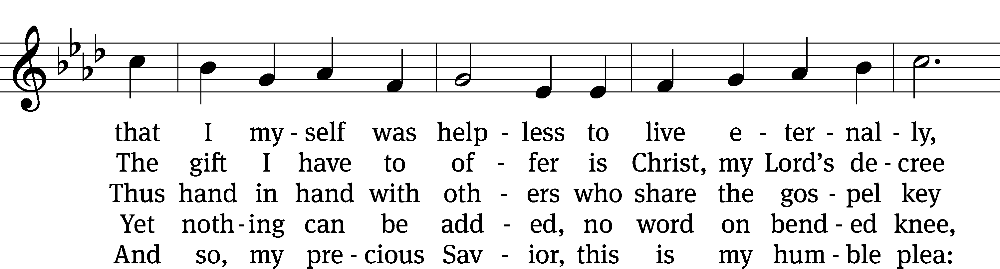 that I my - self was help - less to live e - ter - nal - ly,
The gift I have to of - fer is Christ, my Lord’s de - cree
Thus hand in hand with oth - ers who share the gos - pel key
Yet noth - ing can be add - ed, no word on bend - ed knee,
And so, my pre - cious Sav - ior, this is my hum - ble plea: